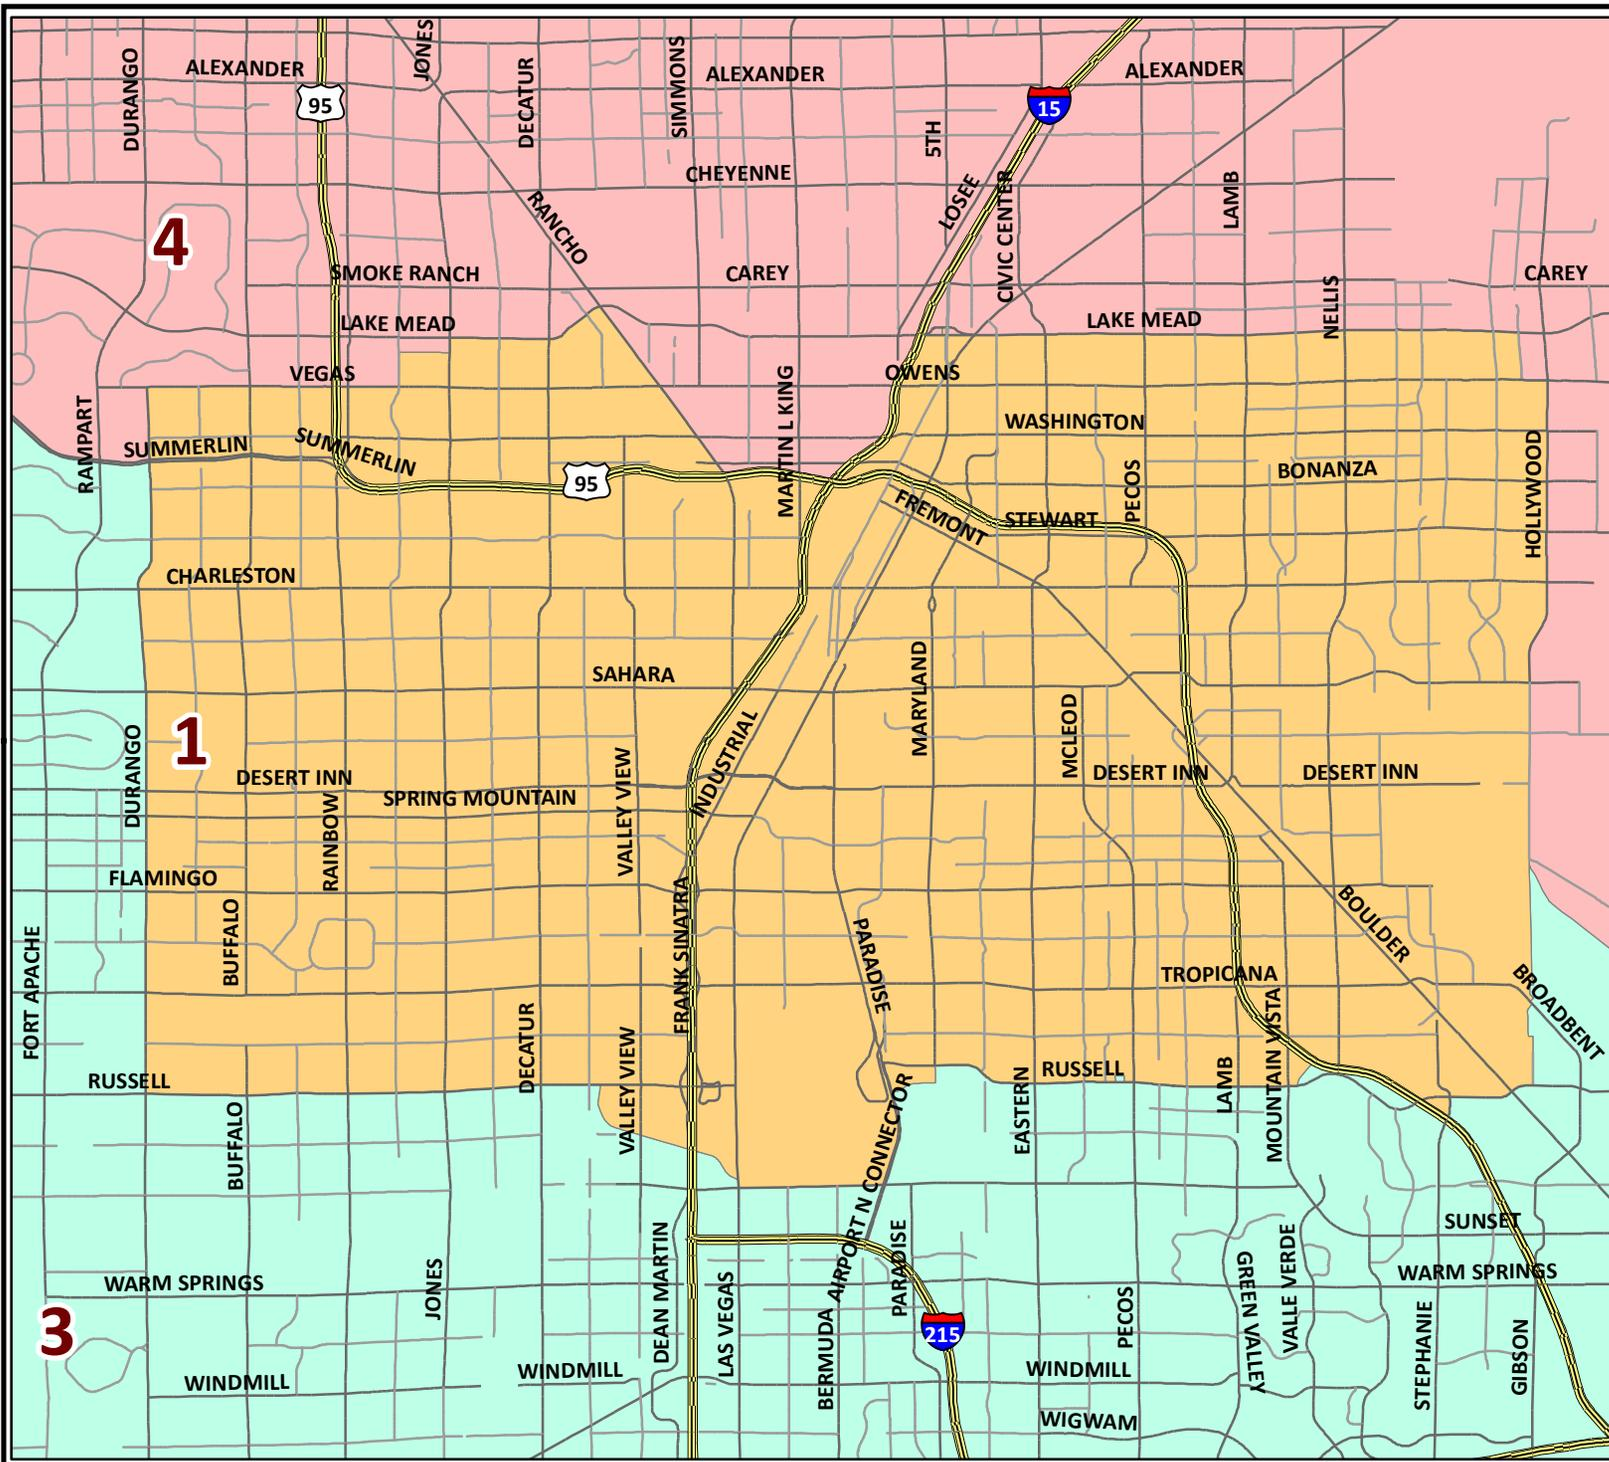 JONES
DURANGO
ALEXANDER
DECATUR
SIMMONS
ALEXANDER
ALEXANDER
95
15
5TH
CHEYENNE
LOSEE
CIVIC CENTER
LAMB
RANCHO
4
SMOKE RANCH
CAREY
CAREY
NELLIS
LAKE MEAD
LAKE MEAD
VEGAS
OWENS
MARTIN L KING
WASHINGTON
RAMPART
SUMMERLIN
SUMMERLIN
95
PECOS
BONANZA
HOLLYWOOD
FREMONT
STEWART
CHARLESTON
SAHARA
MARYLAND
MCLEOD
1
DURANGO
INDUSTRIAL
DESERT INN
DESERT INN
DESERT INN
SPRING MOUNTAIN
VALLEY VIEW
RAINBOW
FLAMINGO
BUFFALO
FRANK SINATRA
PARADISE
BOULDER
FORT APACHE
TROPICANA
BROADBENT
DECATUR
VALLEY VIEW
MOUNTAIN VISTA
RUSSELL
RUSSELL
EASTERN
LAMB
BUFFALO
AIRPORT N CONNECTOR
SUNSET
DEAN MARTIN
PARADISE
GREEN VALLEY
VALLE VERDE
WARM SPRINGS
WARM SPRINGS
JONES
LAS VEGAS
BERMUDA
PECOS
STEPHANIE
GIBSON
3
215
WINDMILL
WINDMILL
WINDMILL
WIGWAM